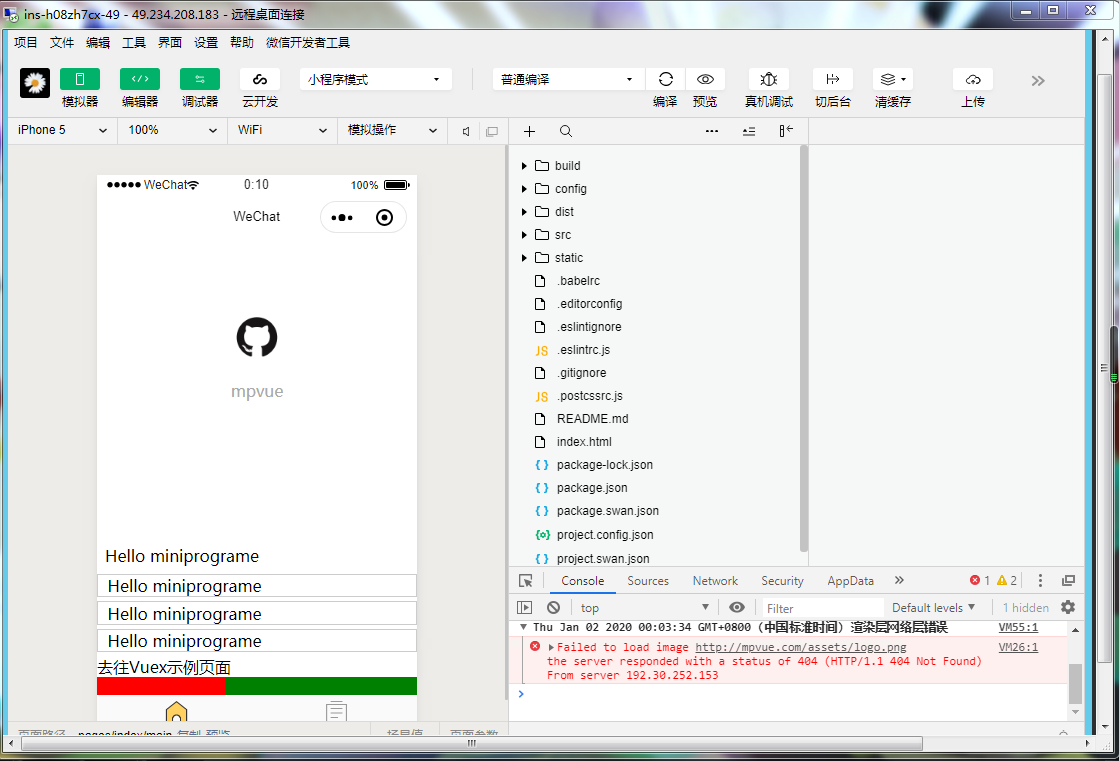 ins-h08zh7cx-49 - 49.234.208.183 - 远程桌面连接
项目 文件 编辑 工具 界面 设置 帮助 微信开发者工具
小程序模式 普通编译
模拟器 编辑器 调试器 云开发 编译 预览 真机调试 切后台 清缓存 上传
iPhone 5 100% WiFi 模拟操作
WeChat 0:10 100%
WeChat
mpvue
Hello miniprograme
Hello miniprograme
Hello miniprograme
Hello miniprograme
去往Vuex示例页面
build
config
dist
src
static
.babelrc
.editorconfig
.eslintignore
JS .eslintrc.js
.gitignore
JS .postcssrc.js
README.md
index.html
{ } package-lock.json
{ } package.json
{ } package.swan.json
{o} project.config.json
{ } project.swan.json
Console Sources Network Security AppData 1 2
top Filter Default levels 1 hidden
Thu Jan 02 2020 00:03:34 GMT+0800 (中国标准时间) 渲染层网络层错误 VM55:1
Failed to load image http://mpvue.com/assets/logo.png VM26:1
the server responded with a status of 404 (HTTP/1.1 404 Not Found)
From server 192.30.252.153
页面路径 pages/index/main 复制 预览 场景值 页面参数